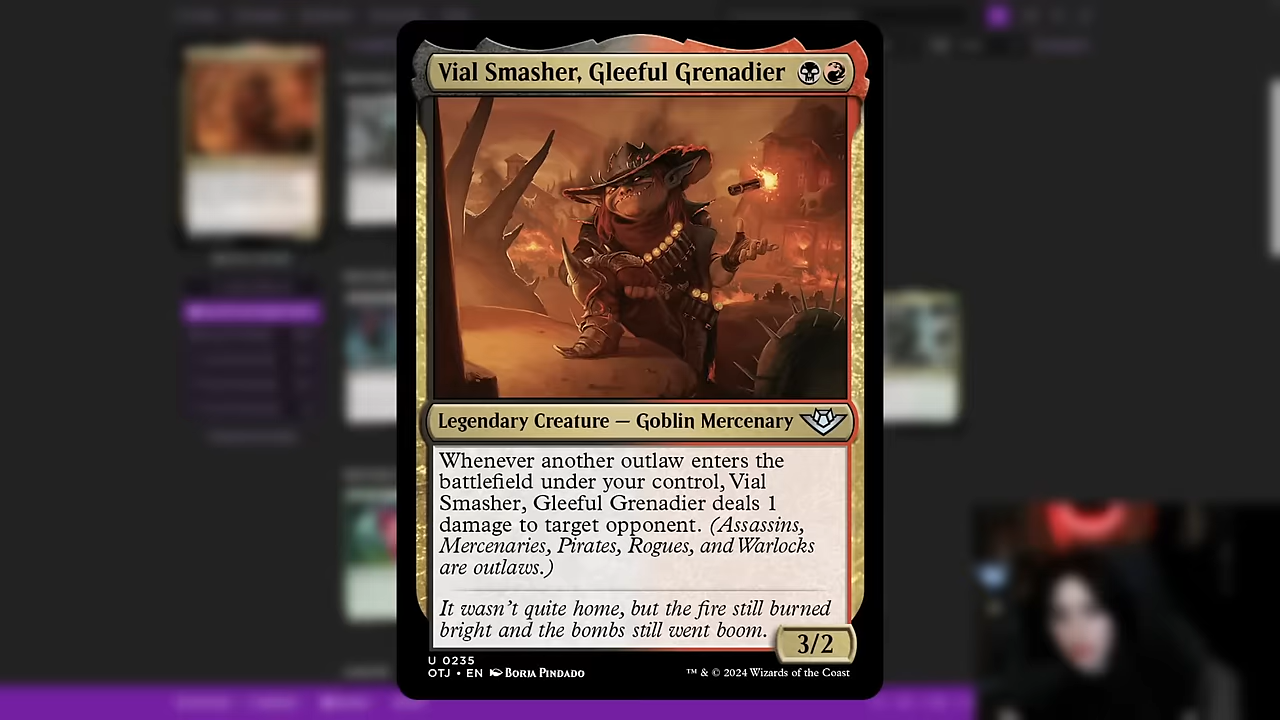 Vial Smasher, Gleeful Grenadier
Legendary Creature — Goblin Mercenary
Whenever another outlaw enters the
battlefield under your control, Vial
Smasher, Gleeful Grenadier deals 1
damage to target opponent. (Assassins,
Mercenaries, Pirates, Rogues, and Warlocks
are outlaws.)
It wasn't quite home, but the fire still burned
bright and the bombs still went boom.
3/2
U 0235
OTJ • EN Borja Pindado
™ & © 2024 Wizards of the Coast